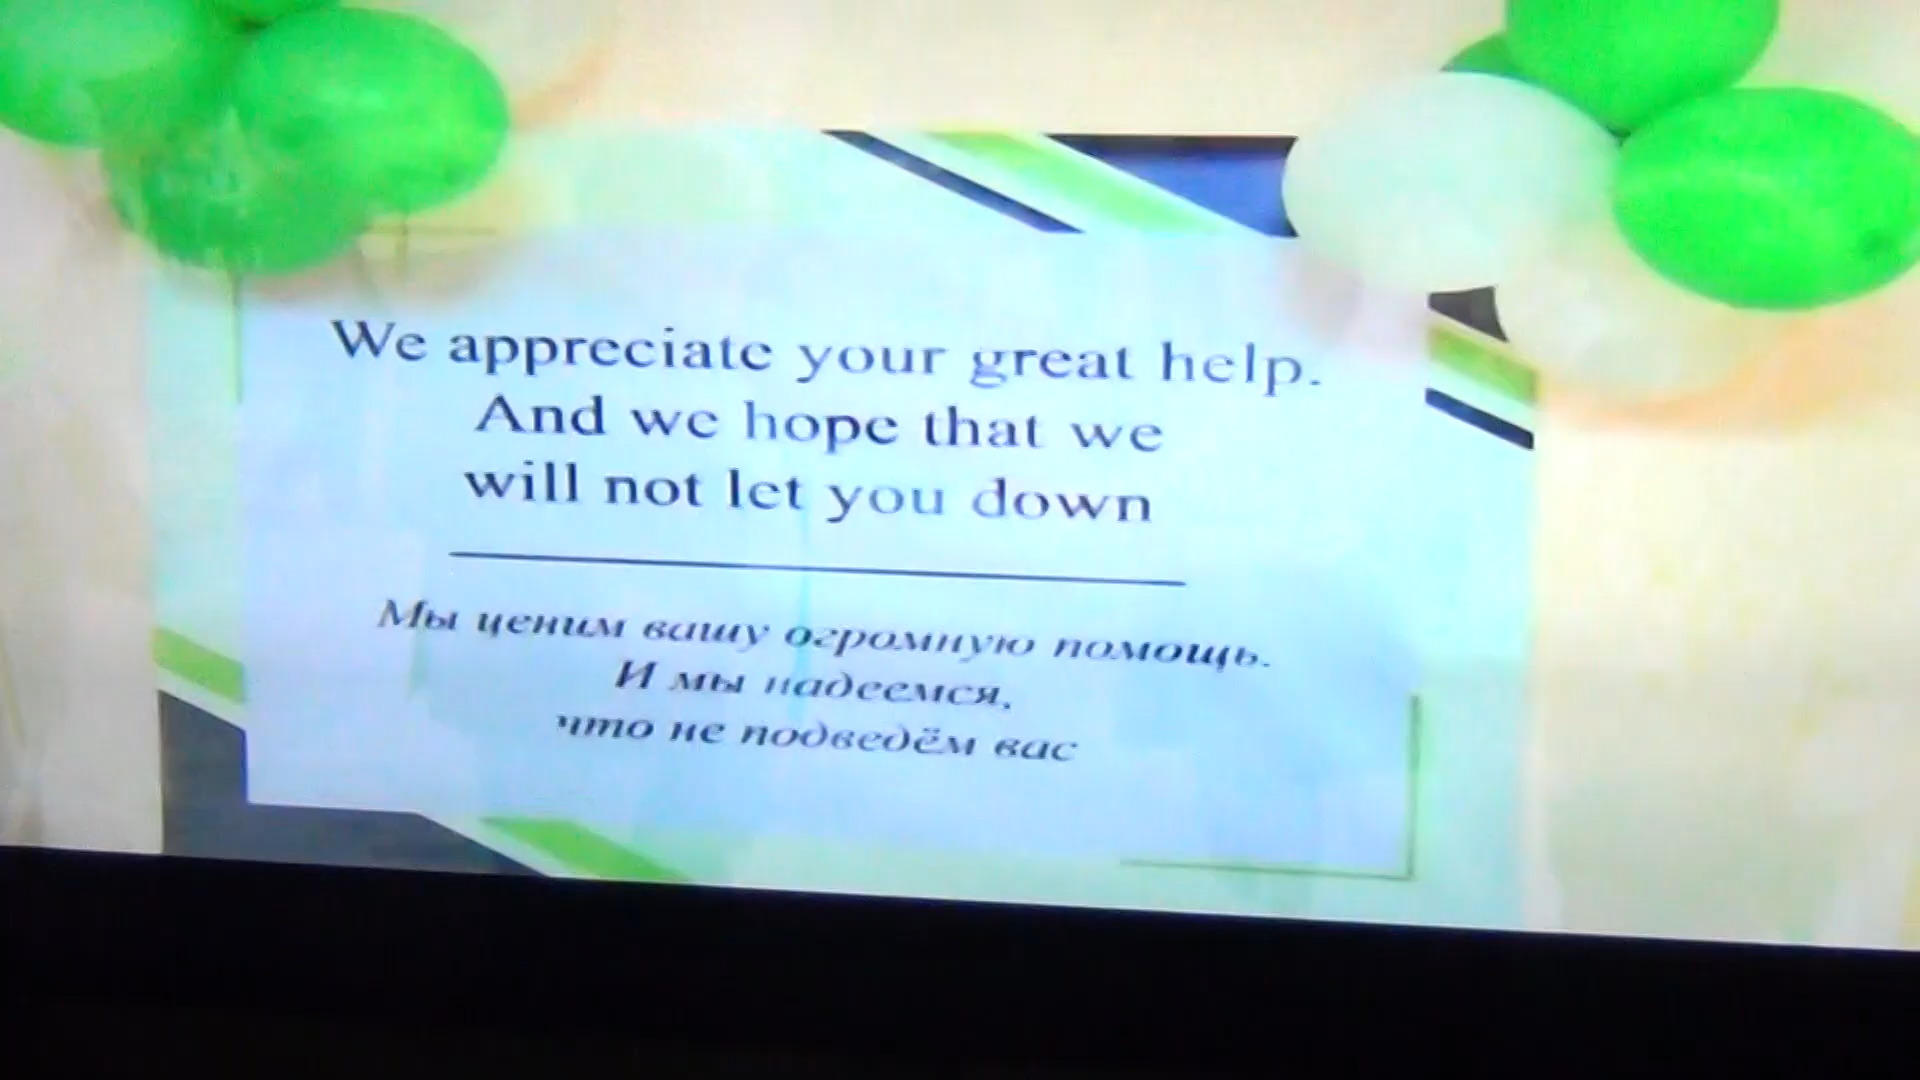 We appreciate your great help.
And we hope that we
will not let you down
Мы ценим вашу огромную помощь.
И мы надеемся,
что не подведём вас